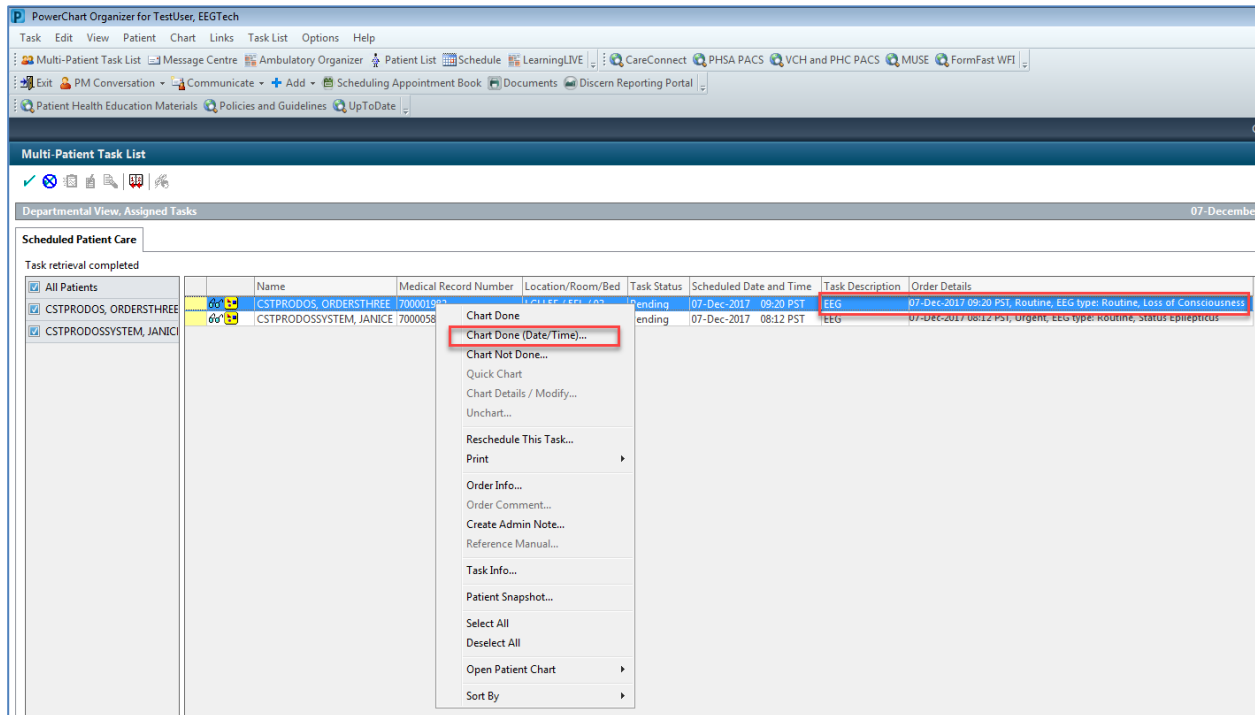 PowerChart Organizer for TestUser, EEGTech
Task Edit View Patient Chart Links Task List Options Help
Multi-Patient Task List Message Centre Ambulatory Organizer Patient List Schedule LearningLIVE CareConnect PHSA PACS VCH and PHC PACS MUSE FormFast WFI
Exit PM Conversation Communicate Add Scheduling Appointment Book Documents Discern Reporting Portal
Patient Health Education Materials Policies and Guidelines UpToDate
Multi-Patient Task List
Departmental View, Assigned Tasks 07-Decembe
Scheduled Patient Care
Task retrieval completed
All Patients
CSTPRODOS, ORDERSTHREE
CSTPRODOSSYSTEM, JANICI
Name Medical Record Number Location/Room/Bed Task Status Scheduled Date and Time Task Description Order Details
CSTPRODOS, ORDERSTHREE Pending 07-Dec-2017 09:20 PST EEG 07-Dec-2017 09:20 PST, Routine, EEG type: Routine, Loss of Consciousness
CSTPRODOSSYSTEM, JANICE 7000058 ending 07-Dec-2017 08:12 PST EEG 07-Dec-2017 08:12 PST, Urgent, EEG type: Routine, Status Epilepticus
Chart Done
Chart Done (Date/Time)...
Chart Not Done...
Quick Chart
Chart Details / Modify...
Unchart...
Reschedule This Task...
Print
Order Info...
Order Comment...
Create Admin Note...
Reference Manual...
Task Info...
Patient Snapshot...
Select All
Deselect All
Open Patient Chart
Sort By